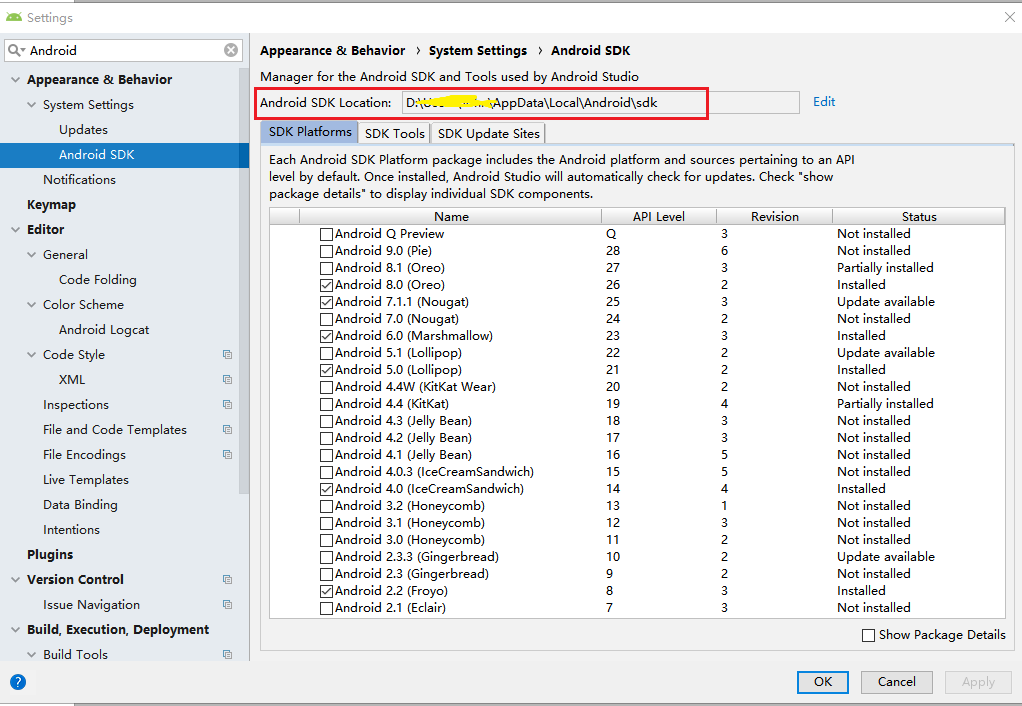 Settings
Android
Appearance & Behavior
System Settings
Updates
Android SDK
Notifications
Keymap
Editor
General
Code Folding
Color Scheme
Android Logcat
Code Style
XML
Inspections
File and Code Templates
File Encodings
Live Templates
Data Binding
Intentions
Plugins
Version Control
Issue Navigation
Build, Execution, Deployment
Build Tools
Appearance & Behavior › System Settings › Android SDK
Manager for the Android SDK and Tools used by Android Studio
Android SDK Location: D:\ \AppData\Local\Android\sdk Edit
SDK Platforms SDK Tools SDK Update Sites
Each Android SDK Platform package includes the Android platform and sources pertaining to an API
level by default. Once installed, Android Studio will automatically check for updates. Check "show
package details" to display individual SDK components.
Name API Level Revision Status
Android Q Preview Q 3 Not installed
Android 9.0 (Pie) 28 6 Not installed
Android 8.1 (Oreo) 27 3 Partially installed
Android 8.0 (Oreo) 26 2 Installed
Android 7.1.1 (Nougat) 25 3 Update available
Android 7.0 (Nougat) 24 2 Not installed
Android 6.0 (Marshmallow) 23 3 Installed
Android 5.1 (Lollipop) 22 2 Update available
Android 5.0 (Lollipop) 21 2 Installed
Android 4.4W (KitKat Wear) 20 2 Not installed
Android 4.4 (KitKat) 19 4 Partially installed
Android 4.3 (Jelly Bean) 18 3 Not installed
Android 4.2 (Jelly Bean) 17 3 Not installed
Android 4.1 (Jelly Bean) 16 5 Not installed
Android 4.0.3 (IceCreamSandwich) 15 5 Not installed
Android 4.0 (IceCreamSandwich) 14 4 Installed
Android 3.2 (Honeycomb) 13 1 Not installed
Android 3.1 (Honeycomb) 12 3 Not installed
Android 3.0 (Honeycomb) 11 2 Not installed
Android 2.3.3 (Gingerbread) 10 2 Update available
Android 2.3 (Gingerbread) 9 2 Not installed
Android 2.2 (Froyo) 8 3 Installed
Android 2.1 (Eclair) 7 3 Not installed
Show Package Details
? OK Cancel Apply